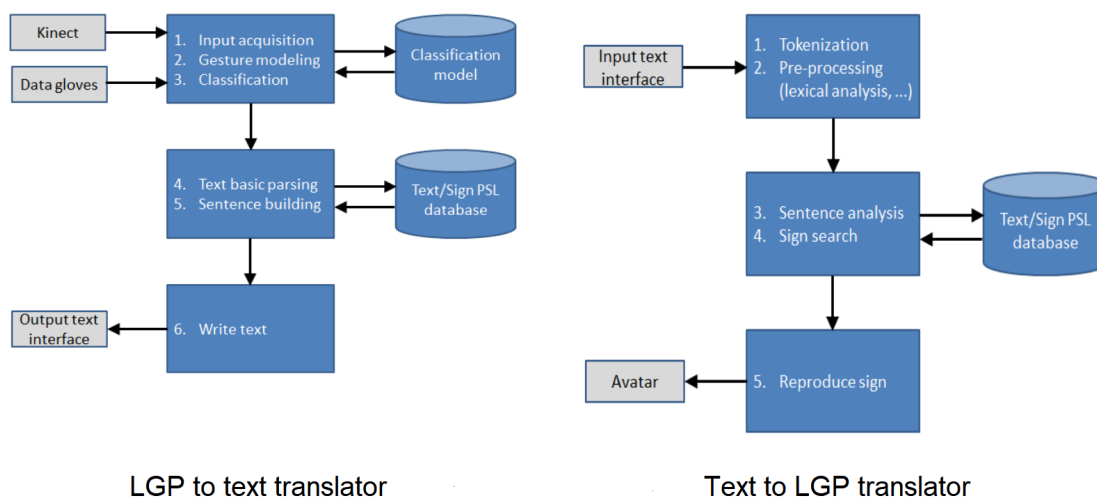 Kinect
Data gloves
1. Input acquisition
2. Gesture modeling
3. Classification
Classification
model
4. Text basic parsing
5. Sentence building
Text/Sign PSL
database
Output text
interface
6. Write text
LGP to text translator
Input text
interface
1. Tokenization
2. Pre-processing
(lexical analysis, ...)
3. Sentence analysis
4. Sign search
Text/Sign PSL
database
Avatar
5. Reproduce sign
Text to LGP translator